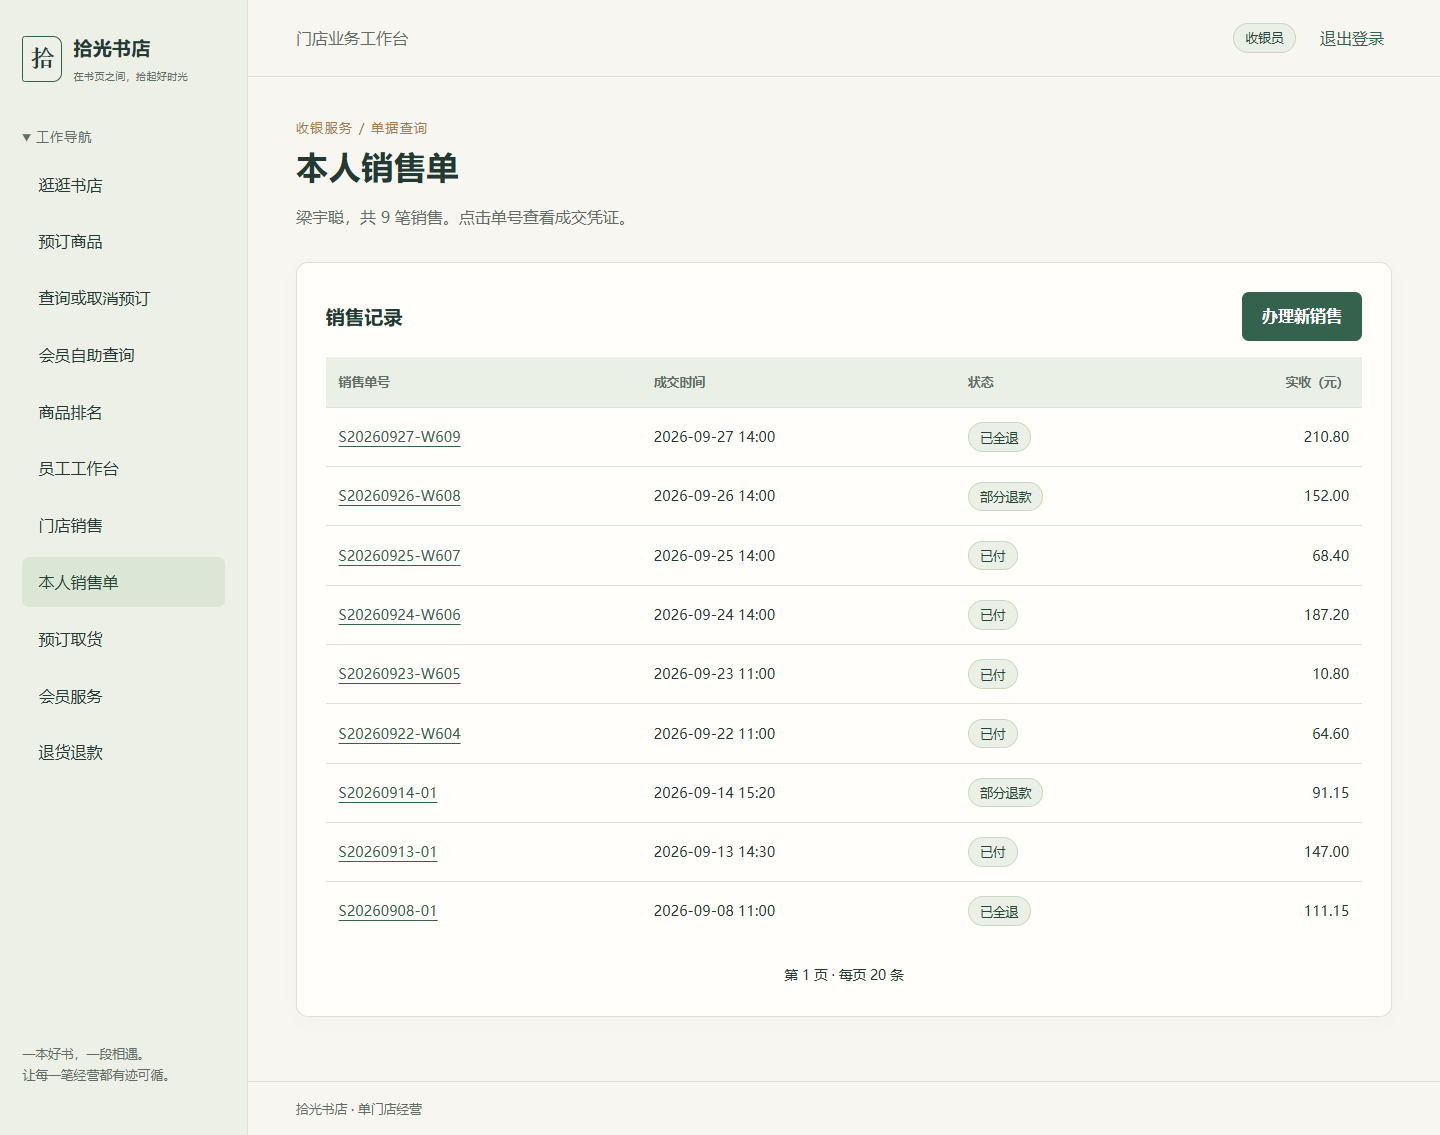 拾
拾光书店
在书页之间，拾起好时光
▼ 工作导航
逛逛书店
预订商品
查询或取消预订
会员自助查询
商品排名
员工工作台
门店销售
本人销售单
预订取货
会员服务
退货退款
一本好书，一段相遇。
让每一笔经营都有迹可循。
门店业务工作台
收银员
退出登录
收银服务 / 单据查询
本人销售单
梁宇聪，共 9 笔销售。点击单号查看成交凭证。
销售记录
办理新销售
销售单号 成交时间 状态 实收（元）
S20260927-W609 2026-09-27 14:00 已全退 210.80
S20260926-W608 2026-09-26 14:00 部分退款 152.00
S20260925-W607 2026-09-25 14:00 已付 68.40
S20260924-W606 2026-09-24 14:00 已付 187.20
S20260923-W605 2026-09-23 11:00 已付 10.80
S20260922-W604 2026-09-22 11:00 已付 64.60
S20260914-01 2026-09-14 15:20 部分退款 91.15
S20260913-01 2026-09-13 14:30 已付 147.00
S20260908-01 2026-09-08 11:00 已全退 111.15
第 1 页 · 每页 20 条
拾光书店 · 单门店经营